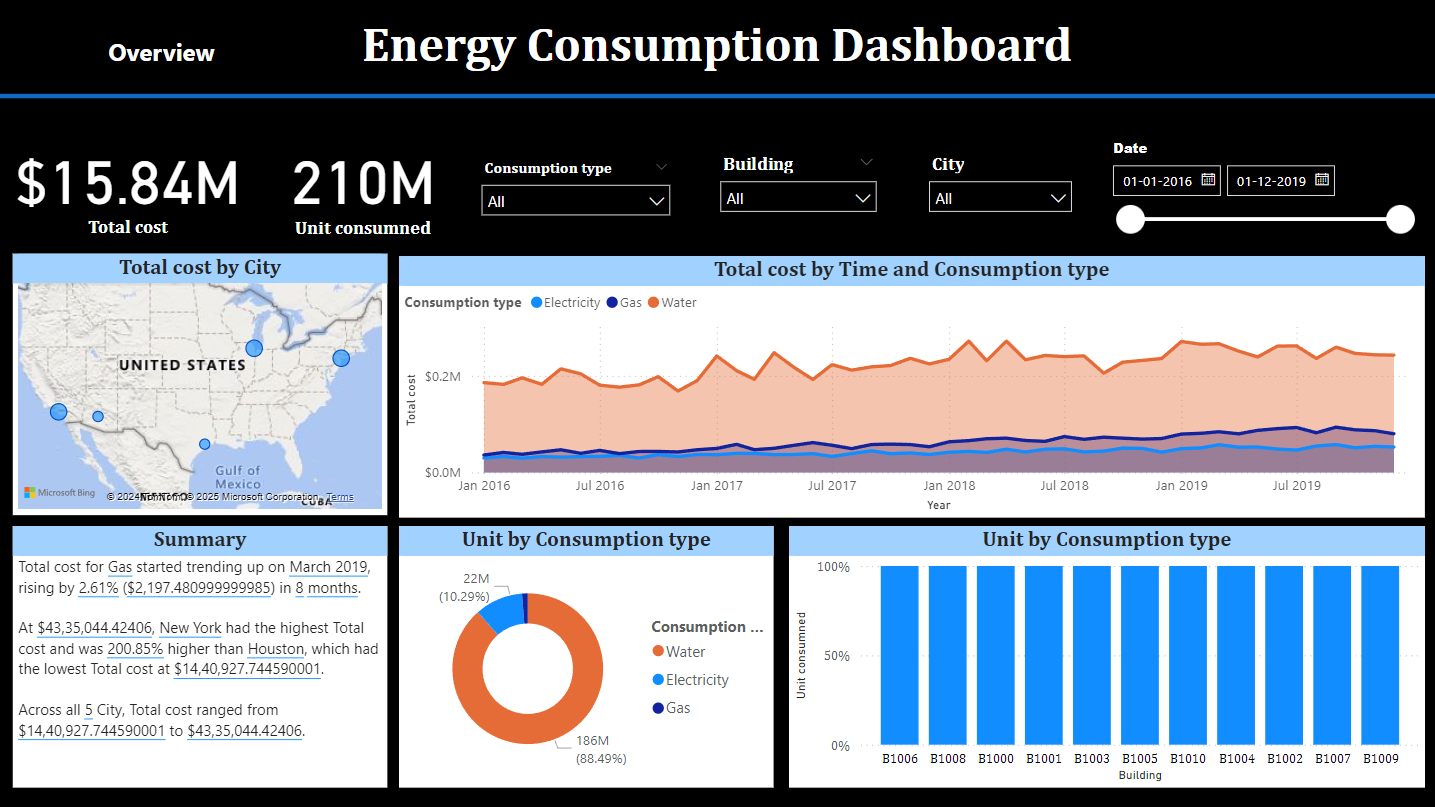 Overview
Energy Consumption Dashboard
$15.84M
Total cost
210M
Unit consumned
Consumption type
All
Building
All
City
All
Date
01-01-2016
01-12-2019
Total cost by City
UNITED STATES
Gulf of
Mexico
CUBA
Microsoft Bing
© 2025 Microsoft Corporation
Terms
Total cost by Time and Consumption type
Consumption type Electricity Gas Water
Total cost
$0.2M
$0.0M
Jan 2016 Jul 2016 Jan 2017 Jul 2017 Jan 2018 Jul 2018 Jan 2019 Jul 2019
Year
Summary
Total cost for Gas started trending up on March 2019,
rising by 2.61% ($2,197.480999999985) in 8 months.
At $43,35,044.42406, New York had the highest Total
cost and was 200.85% higher than Houston, which had
the lowest Total cost at $14,40,927.744590001.
Across all 5 City, Total cost ranged from
$14,40,927.744590001 to $43,35,044.42406.
Unit by Consumption type
22M
(10.29%)
186M
(88.49%)
Consumption ...
Water
Electricity
Gas
Unit by Consumption type
Unit consumned
100%
50%
0%
B1006 B1008 B1000 B1001 B1003 B1005 B1010 B1004 B1002 B1007 B1009
Building